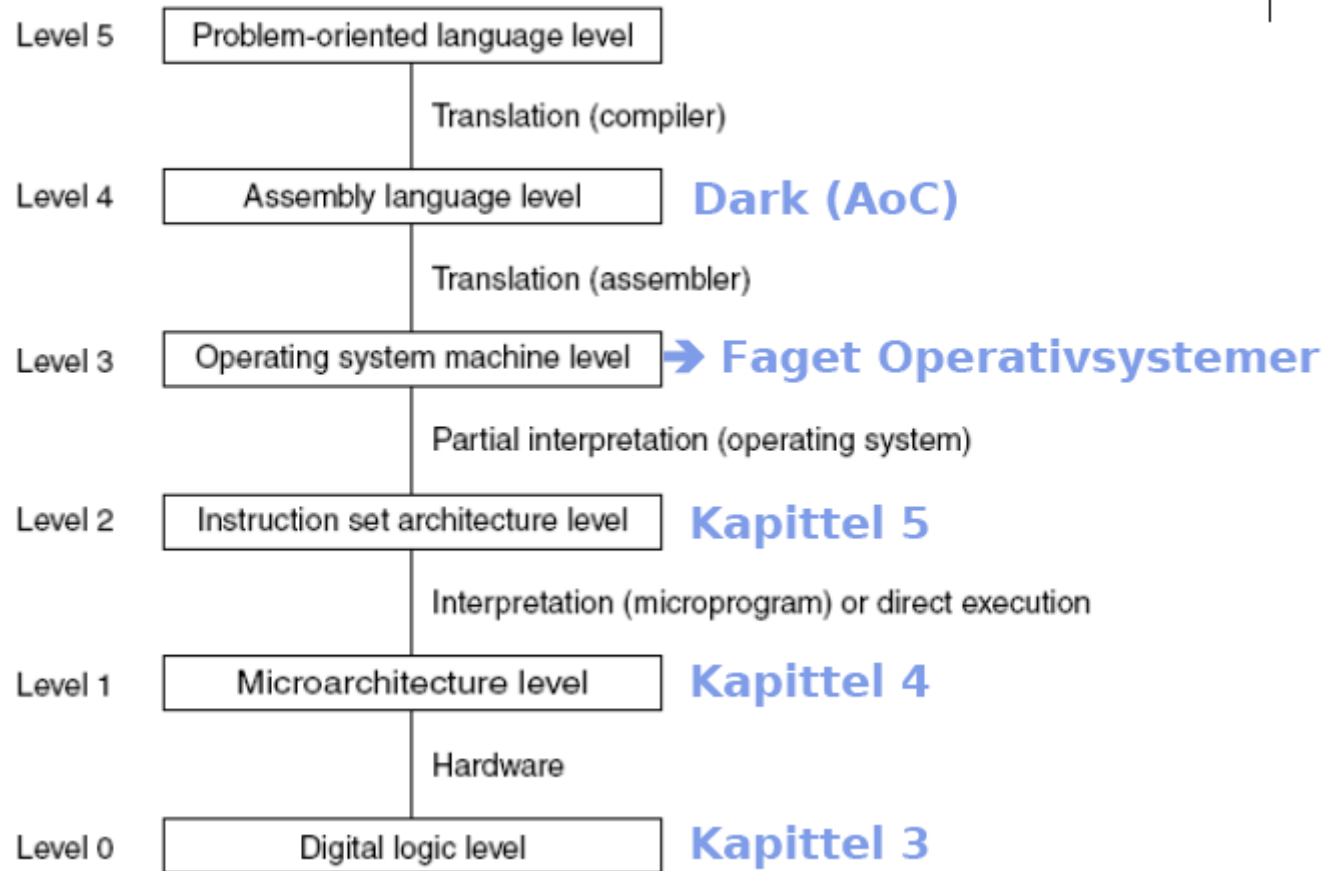 Level 5 Problem-oriented language level
Translation (compiler)
Level 4 Assembly language level Dark (AoC)
Translation (assembler)
Level 3 Operating system machine level → Faget Operativsystemer
Partial interpretation (operating system)
Level 2 Instruction set architecture level Kapittel 5
Interpretation (microprogram) or direct execution
Level 1 Microarchitecture level Kapittel 4
Hardware
Level 0 Digital logic level Kapittel 3